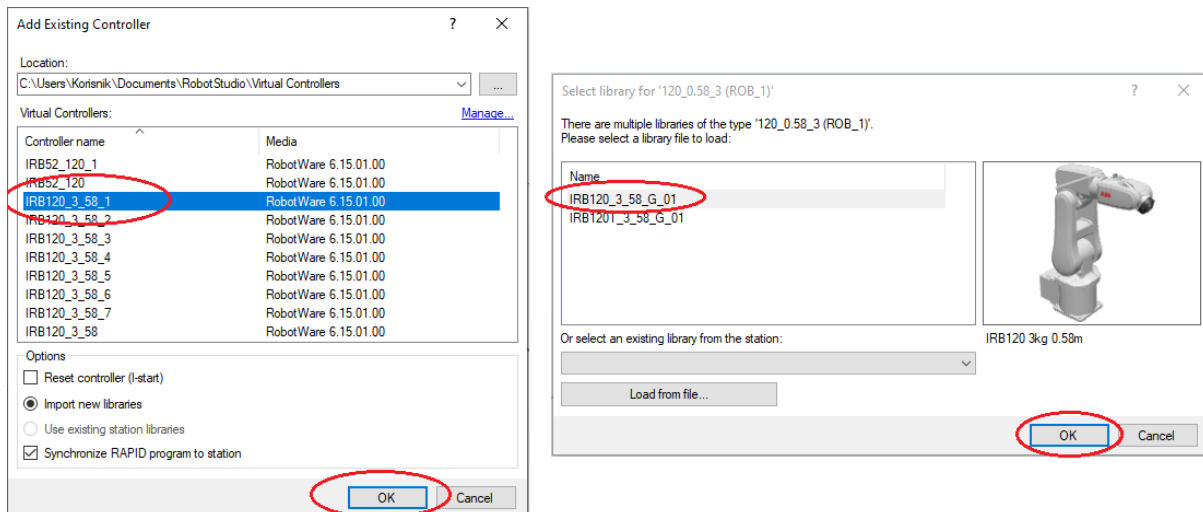 Add Existing Controller
Location:
C:\Users\Korisnik\Documents\RobotStudio\Virtual Controllers
...
Virtual Controllers:
Manage...
Controller name Media
IRB52_120_1 RobotWare 6.15.01.00
IRB52_120 RobotWare 6.15.01.00
IRB120_3_58_1 RobotWare 6.15.01.00
IRB120_3_58_2 RobotWare 6.15.01.00
IRB120_3_58_3 RobotWare 6.15.01.00
IRB120_3_58_4 RobotWare 6.15.01.00
IRB120_3_58_5 RobotWare 6.15.01.00
IRB120_3_58_6 RobotWare 6.15.01.00
IRB120_3_58_7 RobotWare 6.15.01.00
IRB120_3_58 RobotWare 6.15.01.00
Options
Reset controller (I-start)
Import new libraries
Use existing station libraries
Synchronize RAPID program to station
OK Cancel
Select library for '120_0.58_3 (ROB_1)'
There are multiple libraries of the type '120_0.58_3 (ROB_1)'.
Please select a library file to load:
Name
IRB120_3_58_G_01
IRB120T_3_58_G_01
ABB
IRB120 3kg 0.58m
Or select an existing library from the station:
Load from file...
OK Cancel